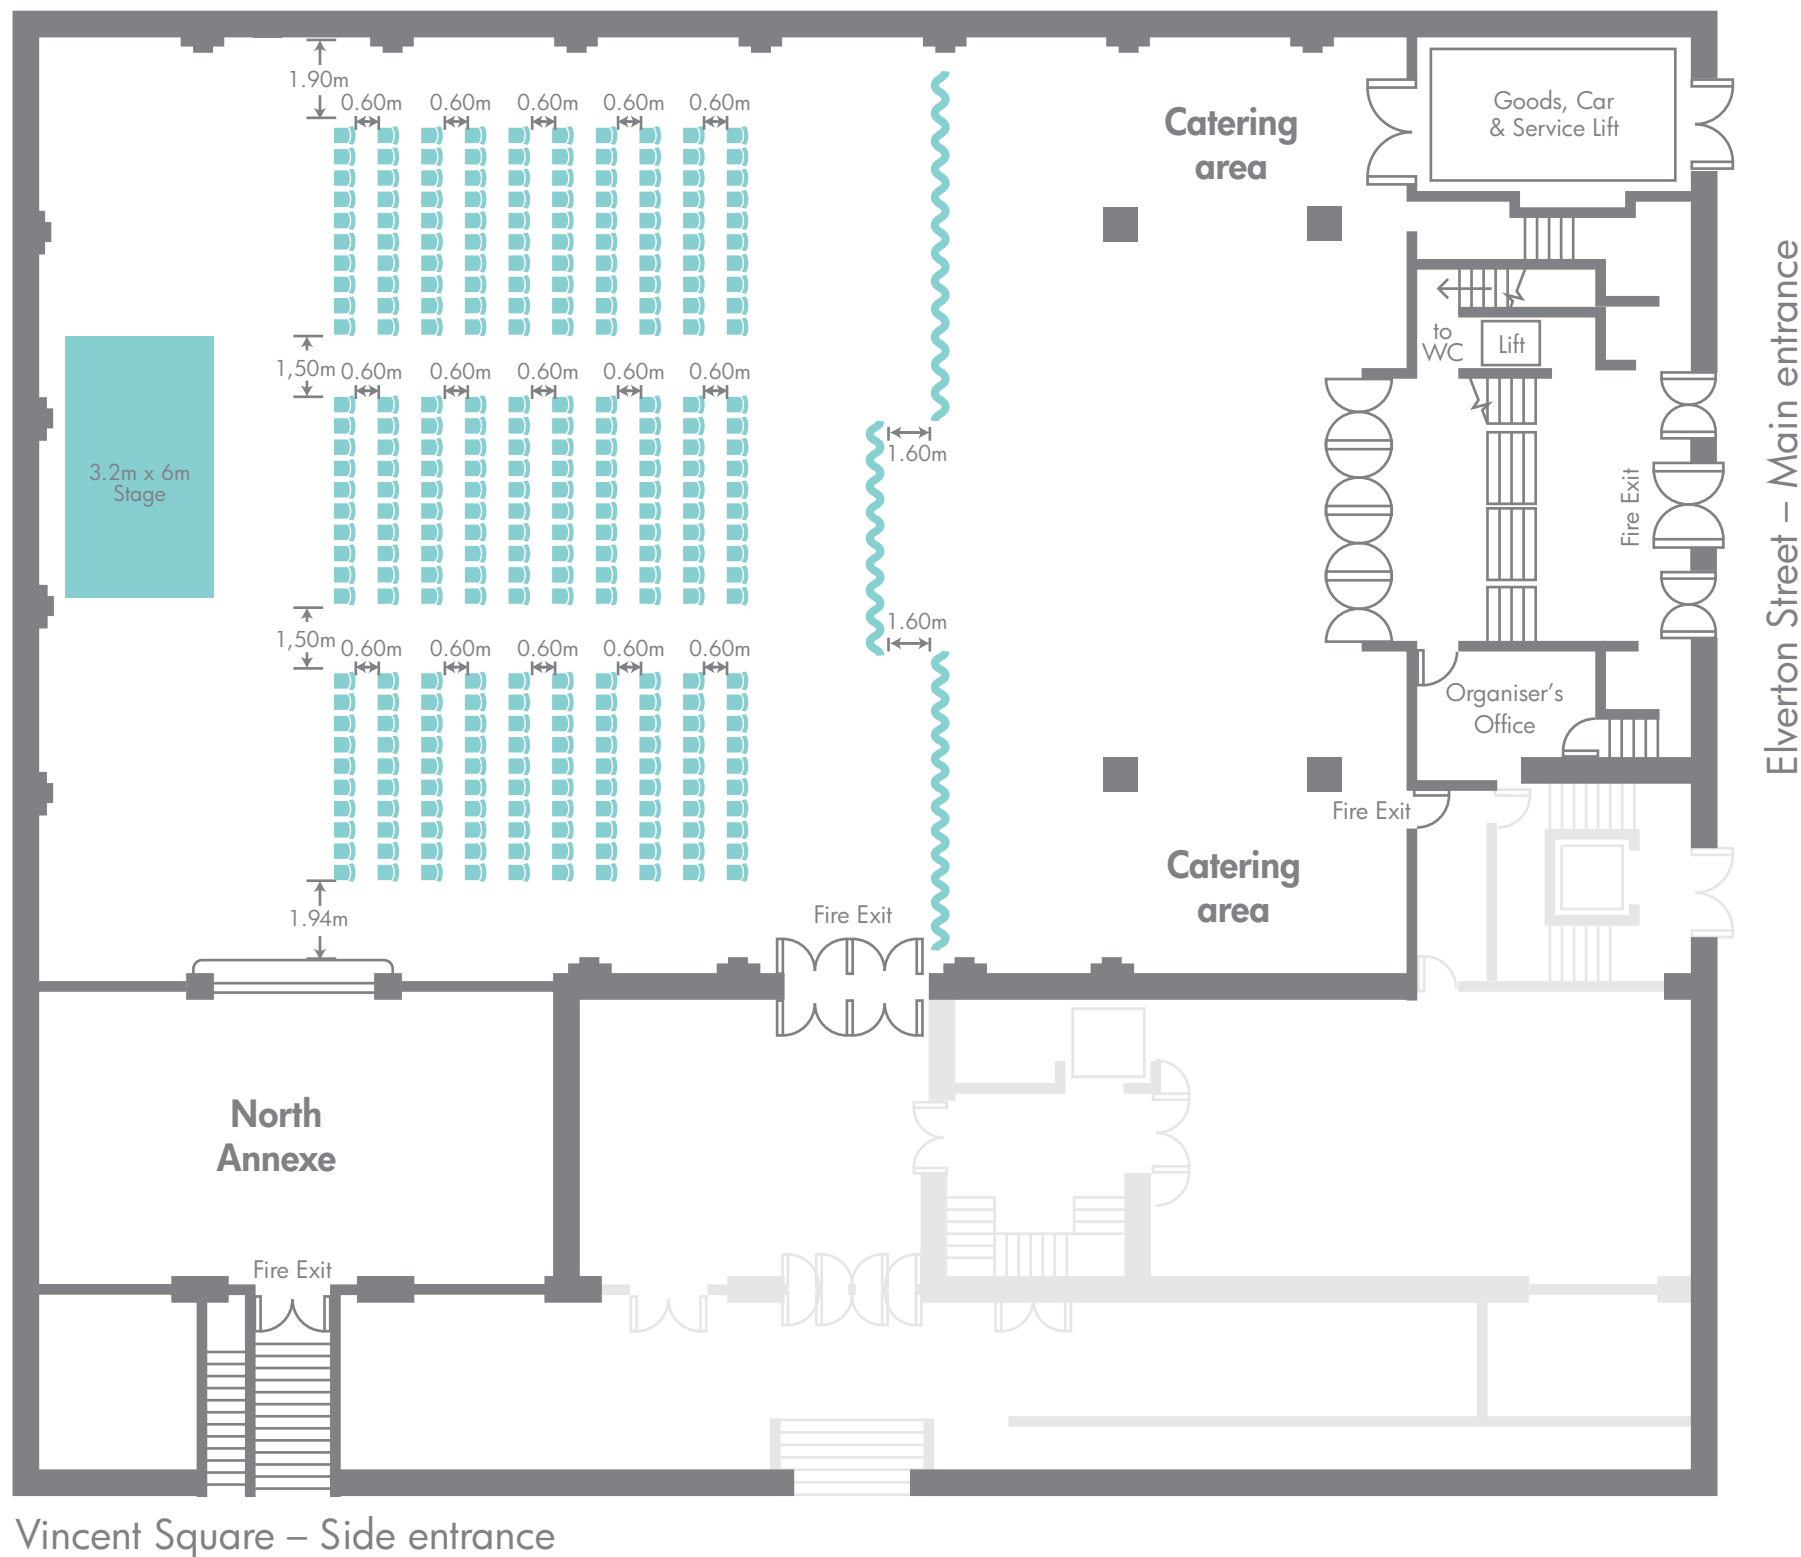 1.90m
0.60m 0.60m 0.60m 0.60m 0.60m
Catering
area
Goods, Car
& Service Lift
1,50m
0.60m 0.60m 0.60m 0.60m 0.60m
to
WC
Lift
3.2m x 6m
Stage
1.60m
Fire Exit
Elverton Street – Main entrance
1.60m
1,50m
0.60m 0.60m 0.60m 0.60m 0.60m
Organiser’s
Office
Fire Exit
Catering
area
1.94m
Fire Exit
North
Annexe
Fire Exit
Vincent Square – Side entrance